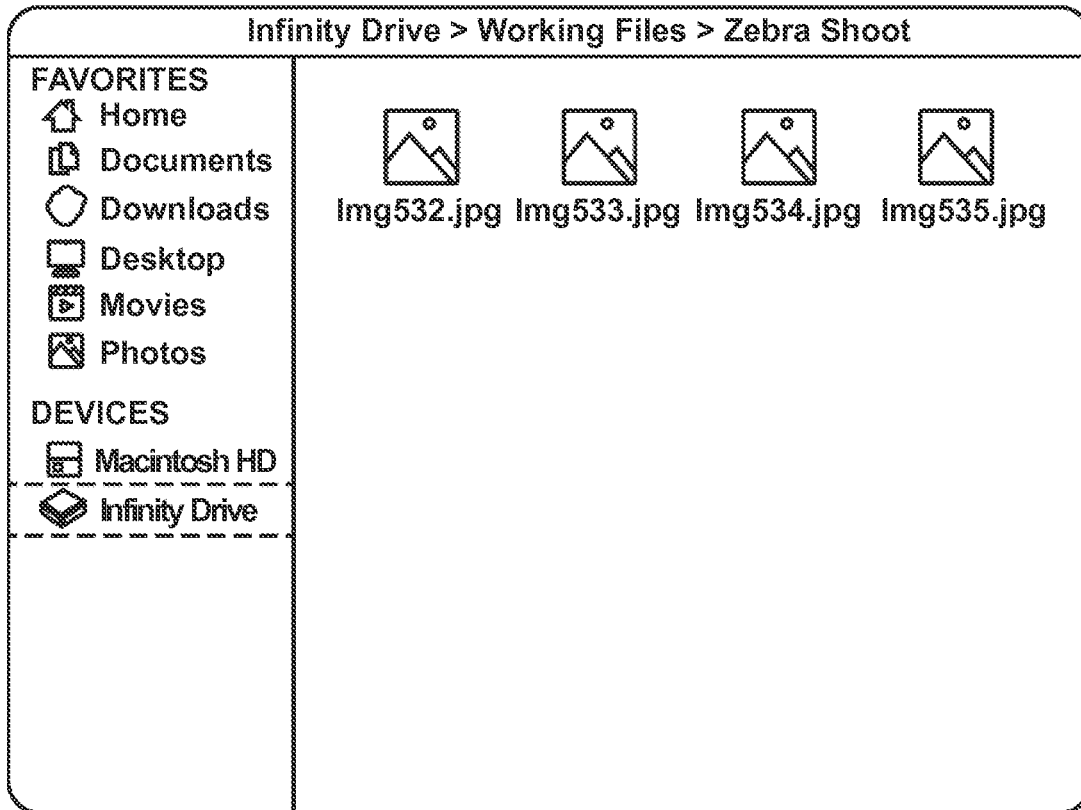 Infinity Drive > Working Files > Zebra Shoot
FAVORITES
Home
Documents
Downloads
Desktop
Movies
Photos
DEVICES
Macintosh HD
Infinity Drive
Img532.jpg Img533.jpg Img534.jpg Img535.jpg